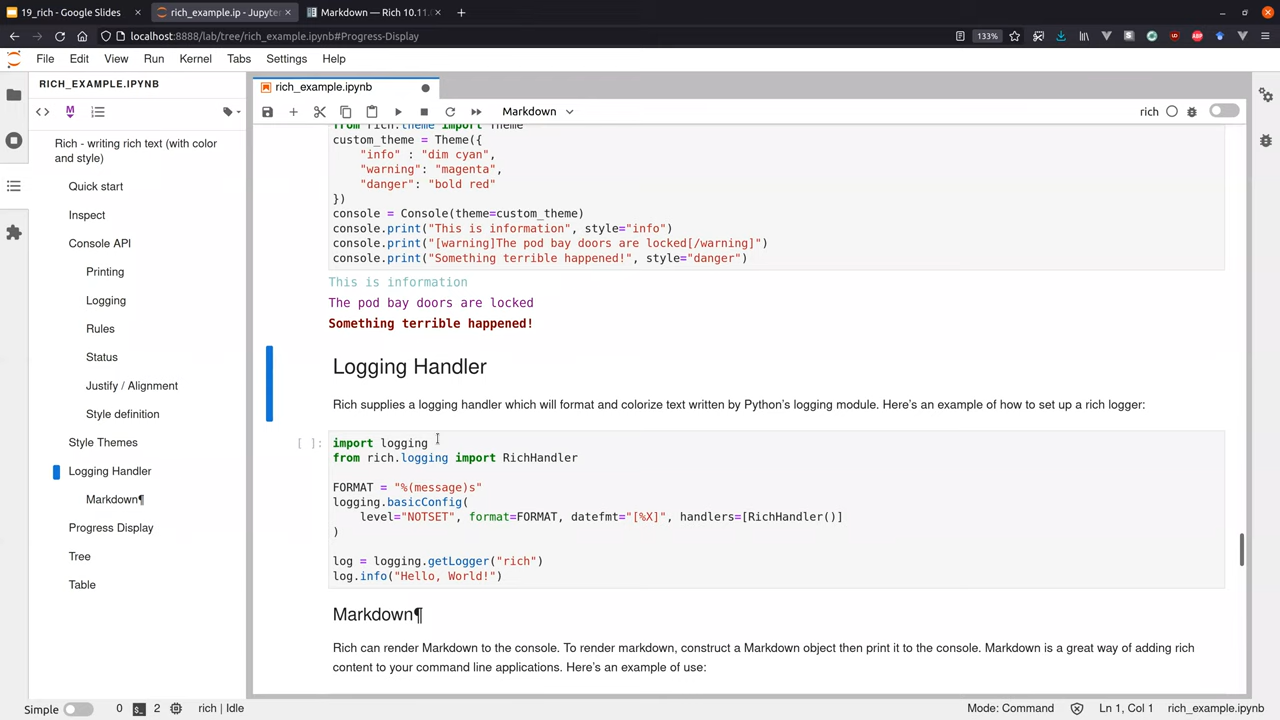 19_rich - Google Slides
rich_example.ip - Jupyter
Markdown — Rich 10.11.
localhost:8888/lab/tree/rich_example.ipynb#Progress-Display
133%
File Edit View Run Kernel Tabs Settings Help
RICH_EXAMPLE.IPYNB
rich_example.ipynb
Markdown
rich
Rich - writing rich text (with color
and style)
Quick start
Inspect
Console API
Printing
Logging
Rules
Status
Justify / Alignment
Style definition
Style Themes
Logging Handler
Markdown¶
Progress Display
Tree
Table
from rich.theme import Theme
custom_theme = Theme({
"info" : "dim cyan",
"warning": "magenta",
"danger": "bold red"
})
console = Console(theme=custom_theme)
console.print("This is information", style="info")
console.print("[warning]The pod bay doors are locked[/warning]")
console.print("Something terrible happened!", style="danger")
This is information
The pod bay doors are locked
Something terrible happened!
Logging Handler
Rich supplies a logging handler which will format and colorize text written by Python's logging module. Here's an example of how to set up a rich logger:
[ ]:
import logging
from rich.logging import RichHandler
FORMAT = "%(message)s"
logging.basicConfig(
level="NOTSET", format=FORMAT, datefmt="[%X]", handlers=[RichHandler()]
)
log = logging.getLogger("rich")
log.info("Hello, World!")
Markdown¶
Rich can render Markdown to the console. To render markdown, construct a Markdown object then print it to the console. Markdown is a great way of adding rich
content to your command line applications. Here's an example of use:
Simple 0 2 rich | Idle Mode: Command Ln 1, Col 1 rich_example.ipynb